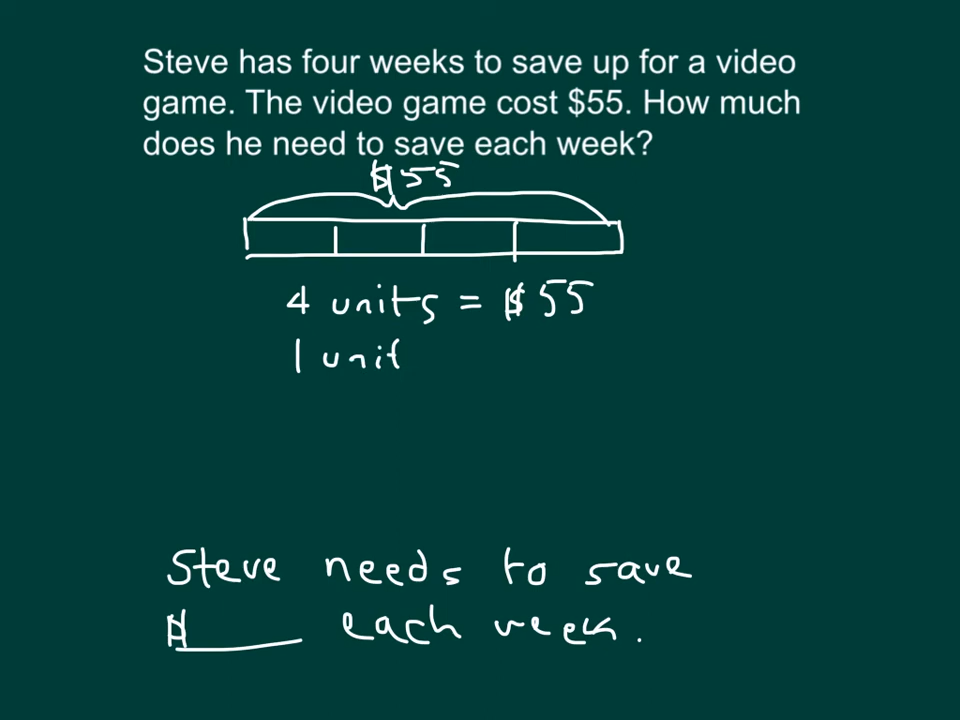 Steve has four weeks to save up for a video
game. The video game cost $55. How much
does he need to save each week?
$55
4 units = $55
1 unit
Steve needs to save
$____ each week.